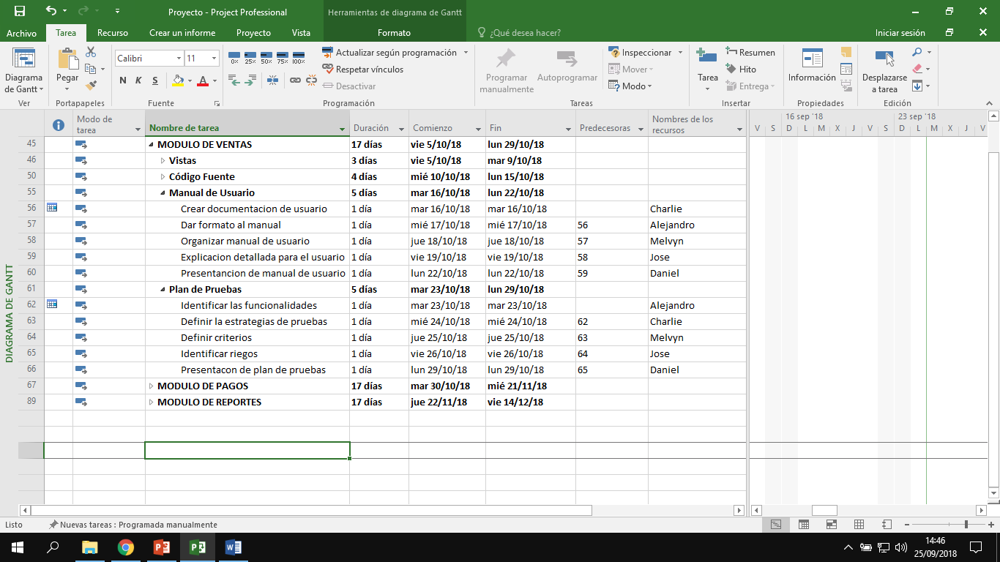 Proyecto - Project Professional
Herramientas de diagrama de Gantt
Archivo Tarea Recurso Crear un informe Proyecto Vista Formato ¿Qué desea hacer? Iniciar sesión
Diagrama de Gantt
Ver
Pegar
Portapapeles
Calibri 11
N K S A
Fuente
0% 25% 50% 75% 100%
Actualizar según programación
Respetar vínculos
Desactivar
Programación
Programar manualmente
Autoprogramar
Inspeccionar
Mover
Modo
Tareas
Tarea
Resumen
Hito
Entrega
Insertar
Información
Propiedades
Desplazarse a tarea
Edición
Modo de tarea Nombre de tarea Duración Comienzo Fin Predecesoras Nombres de los recursos
16 sep '18 23 sep '18
V S D L M X J V S D L M X J V
45 MODULO DE VENTAS 17 días vie 5/10/18 lun 29/10/18
46 Vistas 3 días vie 5/10/18 mar 9/10/18
50 Código Fuente 4 días mié 10/10/18 lun 15/10/18
55 Manual de Usuario 5 días mar 16/10/18 lun 22/10/18
56 Crear documentacion de usuario 1 día mar 16/10/18 mar 16/10/18 Charlie
57 Dar formato al manual 1 día mié 17/10/18 mié 17/10/18 56 Alejandro
58 Organizar manual de usuario 1 día jue 18/10/18 jue 18/10/18 57 Melvyn
59 Explicacion detallada para el usuario 1 día vie 19/10/18 vie 19/10/18 58 Jose
60 Presentancion de manual de usuario 1 día lun 22/10/18 lun 22/10/18 59 Daniel
61 Plan de Pruebas 5 días mar 23/10/18 lun 29/10/18
62 Identificar las funcionalidades 1 día mar 23/10/18 mar 23/10/18 Alejandro
63 Definir la estrategias de pruebas 1 día mié 24/10/18 mié 24/10/18 62 Charlie
64 Definir criterios 1 día jue 25/10/18 jue 25/10/18 63 Melvyn
65 Identificar riegos 1 día vie 26/10/18 vie 26/10/18 64 Jose
66 Presentacon de plan de pruebas 1 día lun 29/10/18 lun 29/10/18 65 Daniel
67 MODULO DE PAGOS 17 días mar 30/10/18 mié 21/11/18
89 MODULO DE REPORTES 17 días jue 22/11/18 vie 14/12/18
DIAGRAMA DE GANTT
Listo Nuevas tareas : Programada manualmente
14:46
25/09/2018